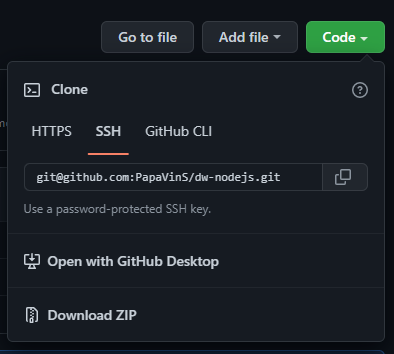 Go to file
Add file
Code
Clone
HTTPS
SSH
GitHub CLI
git@github.com:PapaVinS/dw-nodejs.git
Use a password-protected SSH key.
Open with GitHub Desktop
Download ZIP